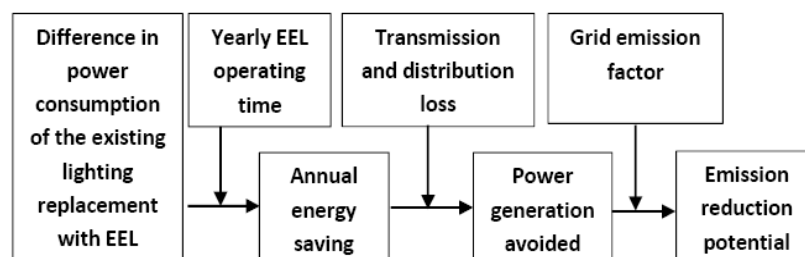 Difference in
power
consumption
of the existing
lighting
replacement
with EEL
Yearly EEL
operating
time
Transmission
and distribution
loss
Grid emission
factor
Annual
energy
saving
Power
generation
avoided
Emission
reduction
potential